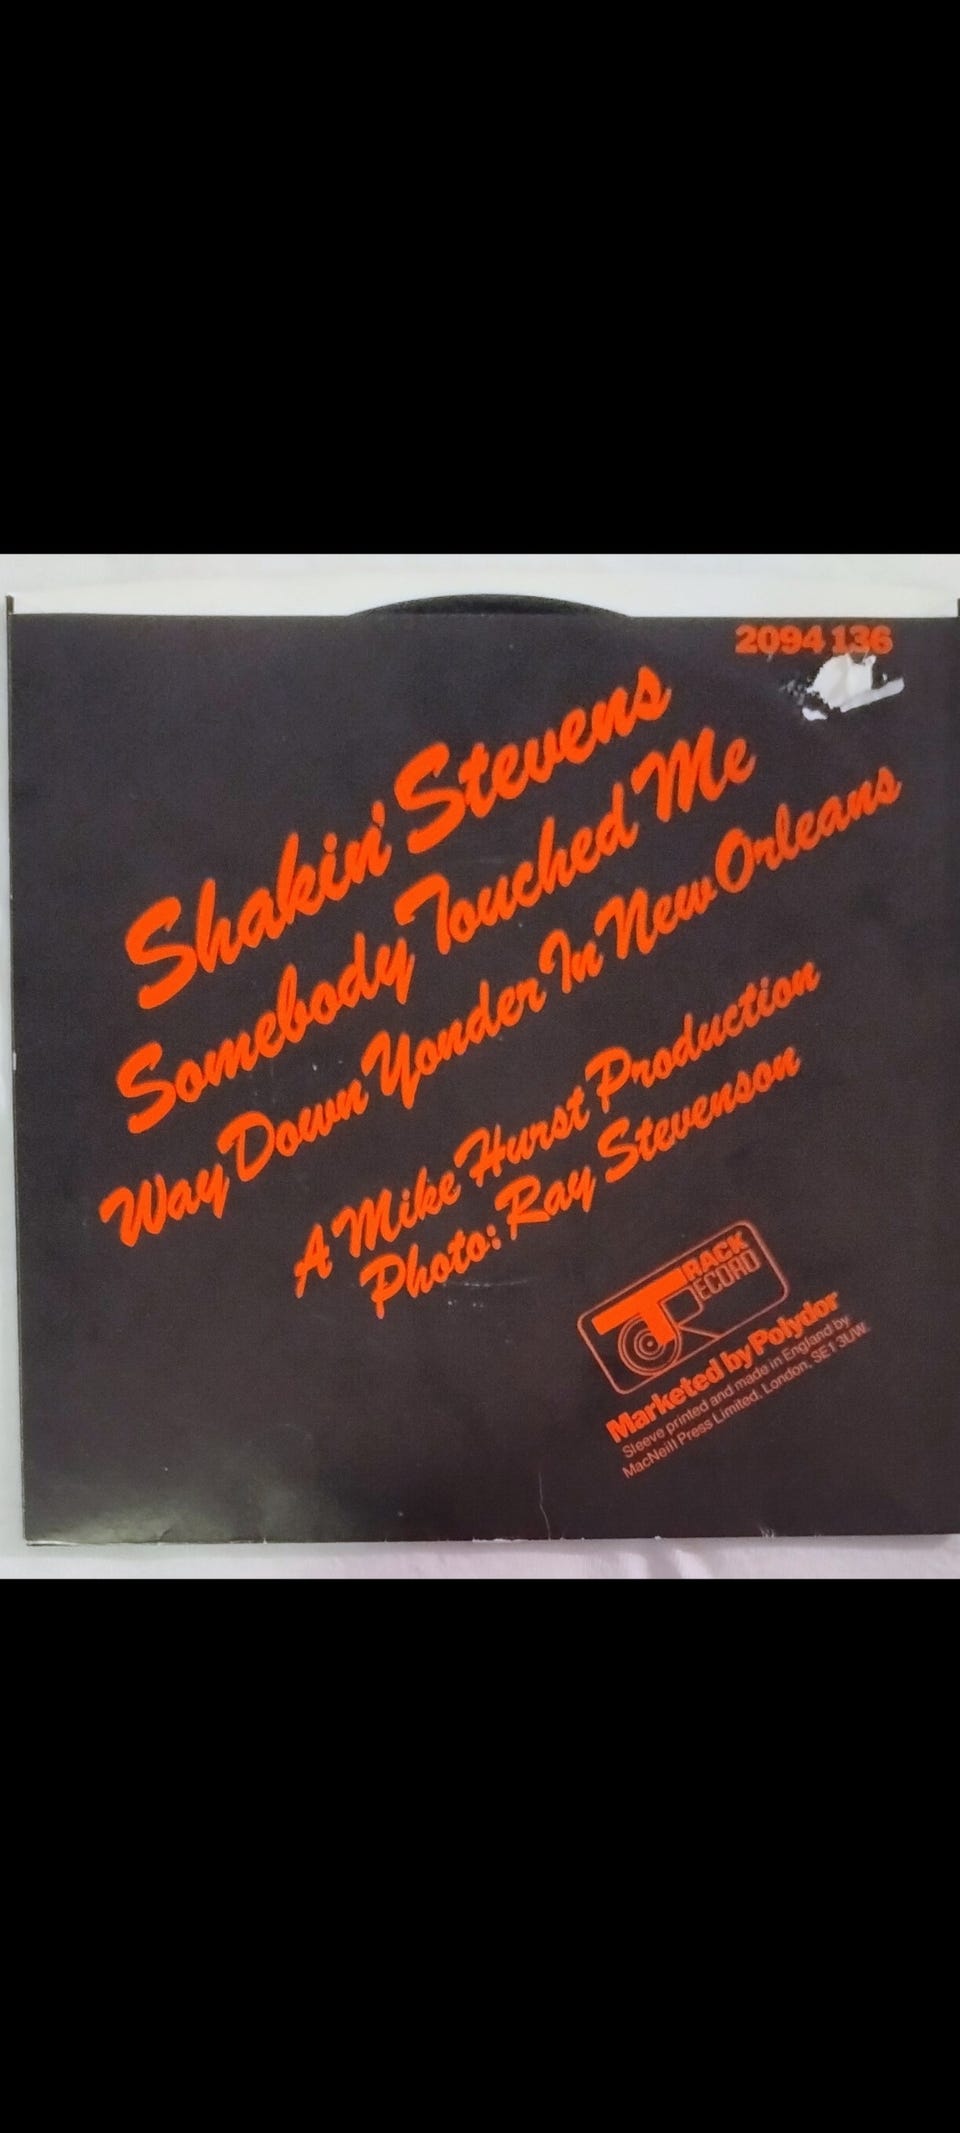 2094 136
Shakin' Stevens
Somebody Touched Me
Way Down Yonder In New Orleans
A Mike Hurst Production
Photo: Ray Stevenson
TRACK
RECORD
Marketed by Polydor
Sleeve printed and made in England by
MacNeill Press Limited, London, SE1 3UW.